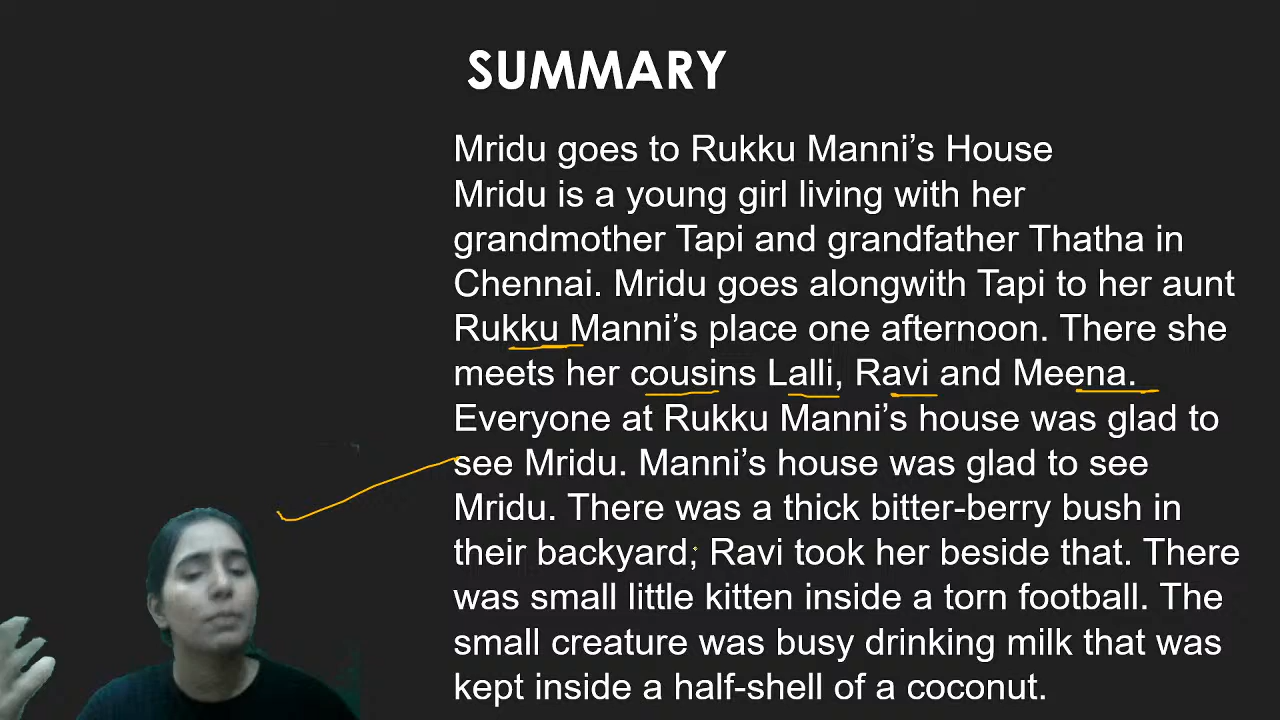 SUMMARY
Mridu goes to Rukku Manni’s House
Mridu is a young girl living with her
grandmother Tapi and grandfather Thatha in
Chennai. Mridu goes alongwith Tapi to her aunt
Rukku Manni’s place one afternoon. There she
meets her cousins Lalli, Ravi and Meena.
Everyone at Rukku Manni’s house was glad to
see Mridu. Manni’s house was glad to see
Mridu. There was a thick bitter-berry bush in
their backyard; Ravi took her beside that. There
was small little kitten inside a torn football. The
small creature was busy drinking milk that was
kept inside a half-shell of a coconut.